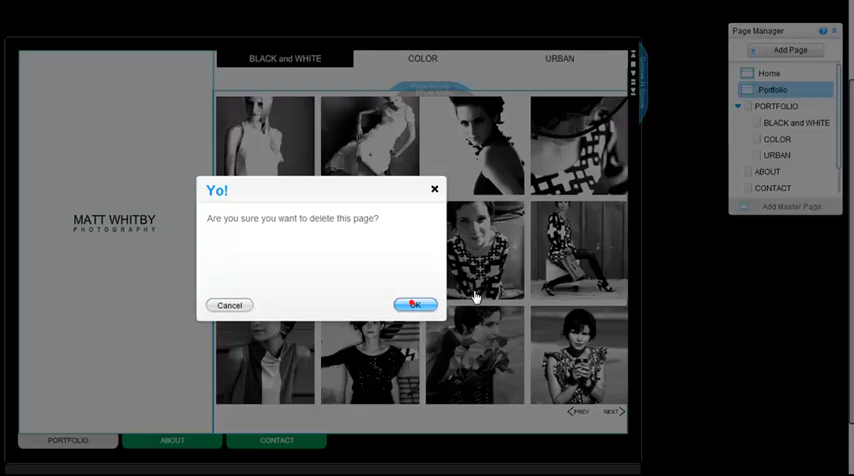 BLACK and WHITE
COLOR
URBAN
MATT WHITBY
PHOTOGRAPHY
Yo!
Are you sure you want to delete this page?
Cancel
OK
PREV
NEXT
PORTFOLIO
ABOUT
CONTACT
Page Manager
Add Page
Home
Portfolio
PORTFOLIO
BLACK and WHITE
COLOR
URBAN
ABOUT
CONTACT
Add Master Page